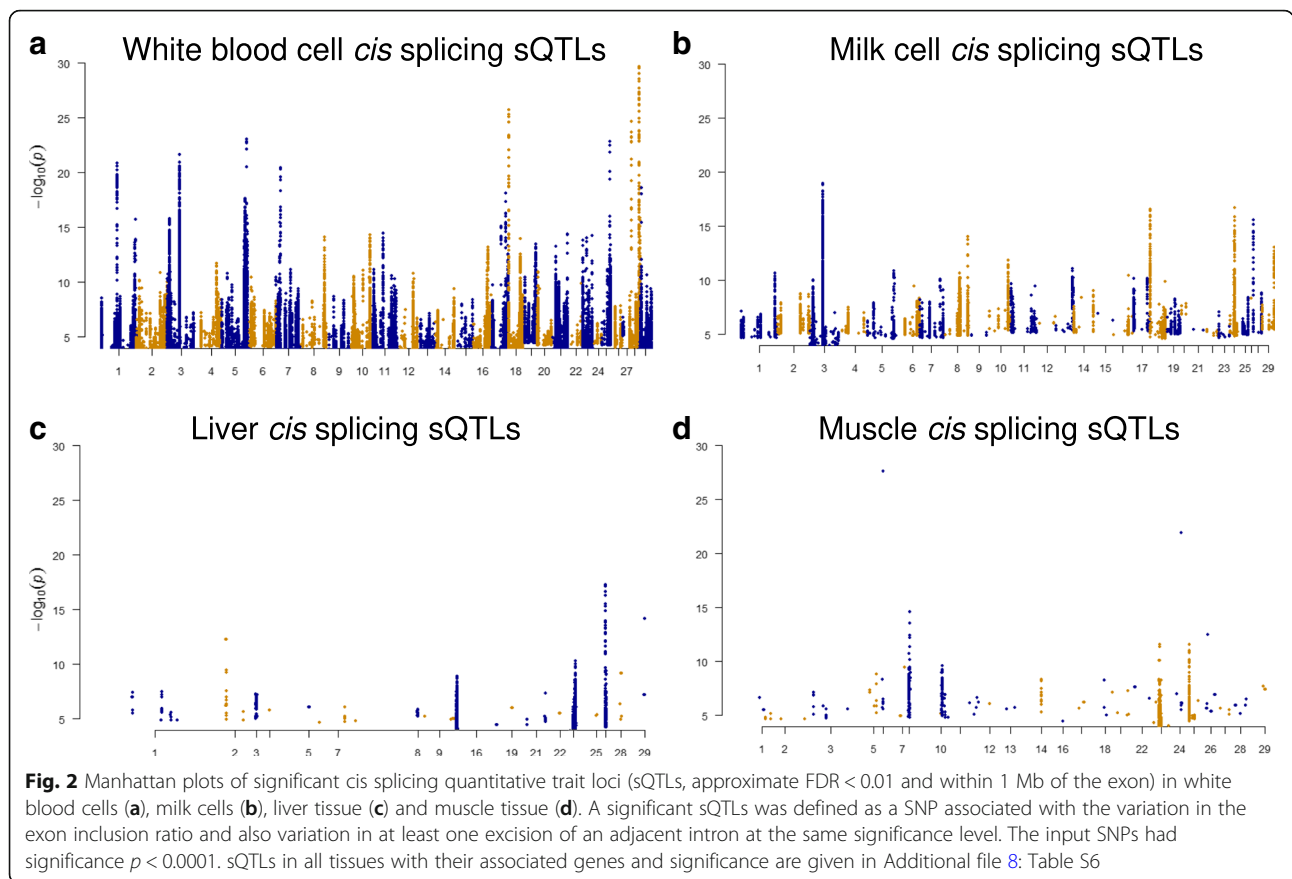 a White blood cell cis splicing sQTLs
30
25
20
15
10
5
−log10(p)
1 2 3 4 5 6 7 8 9 10 11 12 14 16 18 20 22 24 27
b Milk cell cis splicing sQTLs
30
25
20
15
10
5
1 2 3 4 5 6 7 8 9 10 11 12 14 15 17 19 21 23 25 29
c Liver cis splicing sQTLs
30
25
20
15
10
5
−log10(p)
1 2 3 5 7 8 9 16 19 21 22 25 28 29
d Muscle cis splicing sQTLs
30
25
20
15
10
5
1 2 3 5 7 10 12 13 14 16 18 20 22 24 26 28 29
Fig. 2 Manhattan plots of significant cis splicing quantitative trait loci (sQTLs, approximate FDR < 0.01 and within 1 Mb of the exon) in white
blood cells (a), milk cells (b), liver tissue (c) and muscle tissue (d). A significant sQTLs was defined as a SNP associated with the variation in the
exon inclusion ratio and also variation in at least one excision of an adjacent intron at the same significance level. The input SNPs had
significance p < 0.0001. sQTLs in all tissues with their associated genes and significance are given in Additional file 8: Table S6